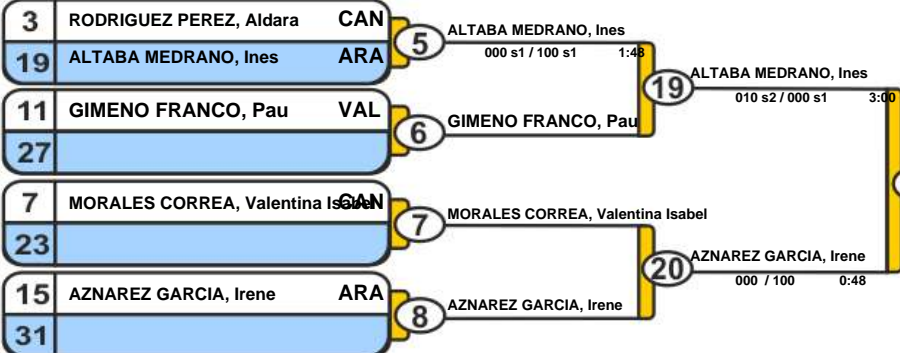 3 RODRIGUEZ PEREZ, Aldara CAN
19 ALTABA MEDRANO, Ines ARA
5 ALTABA MEDRANO, Ines
000 s1 / 100 s1 1:48
11 GIMENO FRANCO, Pau VAL
27
6 GIMENO FRANCO, Pau
19 ALTABA MEDRANO, Ines
010 s2 / 000 s1 3:00
7 MORALES CORREA, Valentina Isabel CAN
23
7 MORALES CORREA, Valentina Isabel
15 AZNAREZ GARCIA, Irene ARA
31
8 AZNAREZ GARCIA, Irene
20 AZNAREZ GARCIA, Irene
000 / 100 0:48